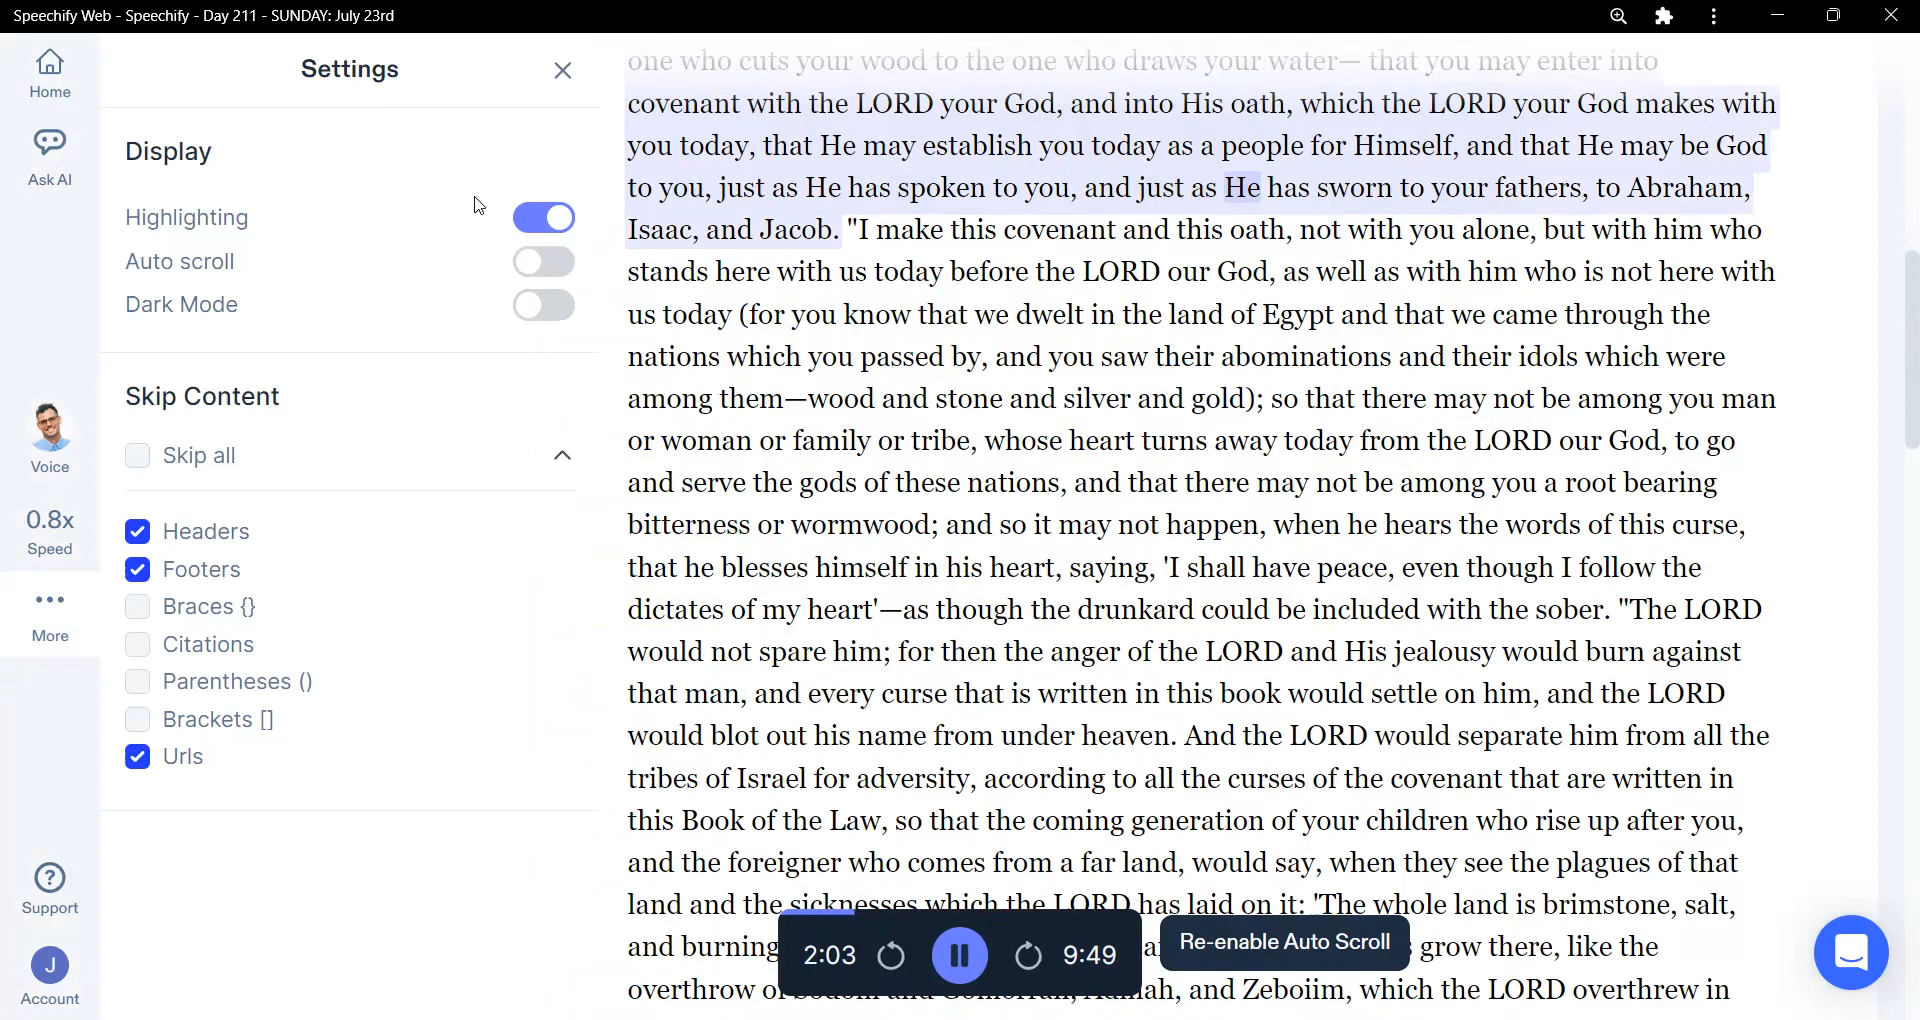 Speechify Web - Speechify - Day 211 - SUNDAY: July 23rd
Home
Ask AI
Voice
0.8x
Speed
More
Support
J
Account
Settings
Display
Highlighting
Auto scroll
Dark Mode
Skip Content
Skip all
Headers
Footers
Braces {}
Citations
Parentheses ()
Brackets []
Urls
one who cuts your wood to the one who draws your water— that you may enter into
covenant with the LORD your God, and into His oath, which the LORD your God makes with
you today, that He may establish you today as a people for Himself, and that He may be God
to you, just as He has spoken to you, and just as He has sworn to your fathers, to Abraham,
Isaac, and Jacob. "I make this covenant and this oath, not with you alone, but with him who
stands here with us today before the LORD our God, as well as with him who is not here with
us today (for you know that we dwelt in the land of Egypt and that we came through the
nations which you passed by, and you saw their abominations and their idols which were
among them—wood and stone and silver and gold); so that there may not be among you man
or woman or family or tribe, whose heart turns away today from the LORD our God, to go
and serve the gods of these nations, and that there may not be among you a root bearing
bitterness or wormwood; and so it may not happen, when he hears the words of this curse,
that he blesses himself in his heart, saying, 'I shall have peace, even though I follow the
dictates of my heart'—as though the drunkard could be included with the sober. "The LORD
would not spare him; for then the anger of the LORD and His jealousy would burn against
that man, and every curse that is written in this book would settle on him, and the LORD
would blot out his name from under heaven. And the LORD would separate him from all the
tribes of Israel for adversity, according to all the curses of the covenant that are written in
this Book of the Law, so that the coming generation of your children who rise up after you,
and the foreigner who comes from a far land, would say, when they see the plagues of that
land and the sicknesses which the LORD has laid on it: 'The whole land is brimstone, salt,
and burning grow there, like the
overthrow and Zeboiim, which the LORD overthrew in
2:03
9:49
Re-enable Auto Scroll